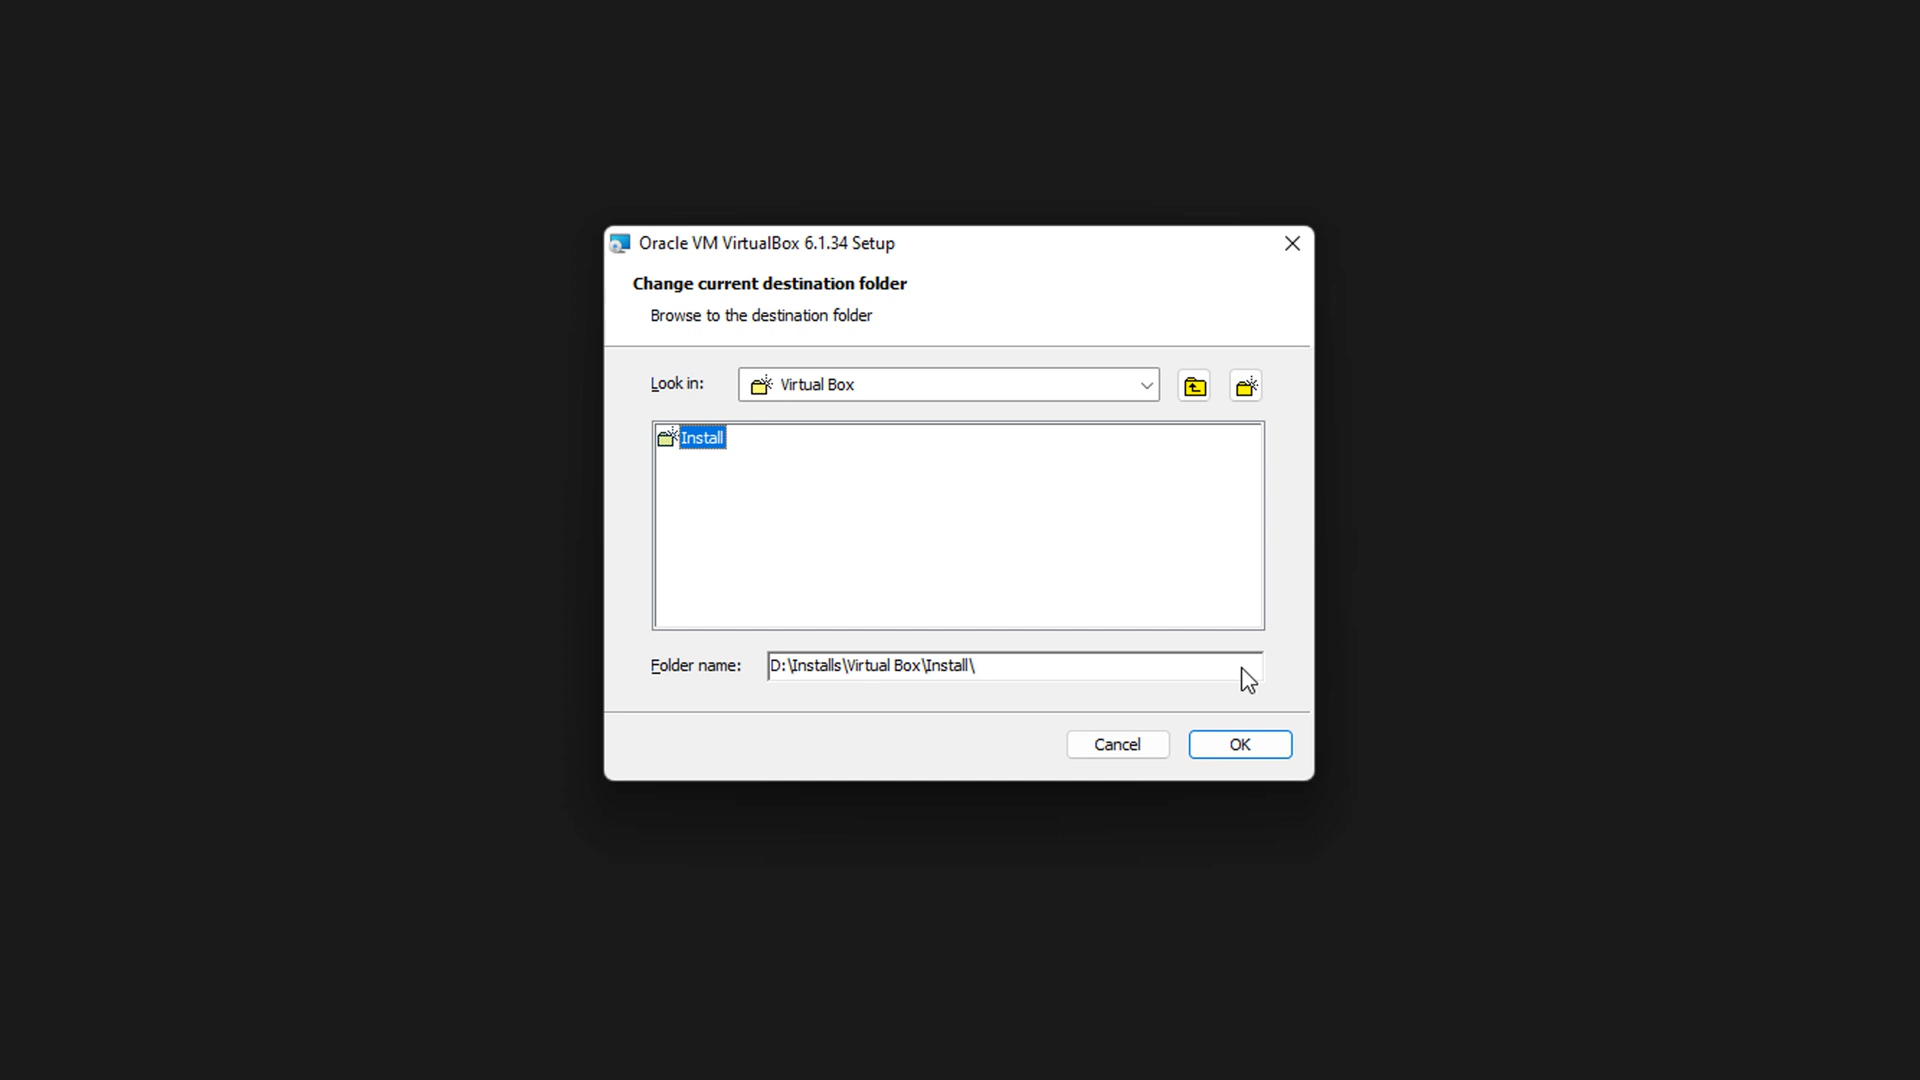 Oracle VM VirtualBox 6.1.34 Setup
Change current destination folder
Browse to the destination folder
Look in:
Virtual Box
Install
Folder name:
D:\Installs\Virtual Box\Install\
Cancel
OK